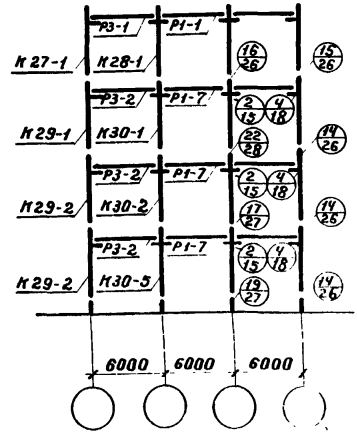 Р3-1 Р1-1
К27-1 К28-1 16/26 15/26
Р3-2 Р1-7 2/15 4/18
К29-1 К30-1 22/28 14/26
Р3-2 Р1-7 2/15 4/18
К29-2 К30-2 17/27 14/26
Р3-2 Р1-7 2/15 4/18
К29-2 К30-5 19/27 14/26
6000 6000 6000